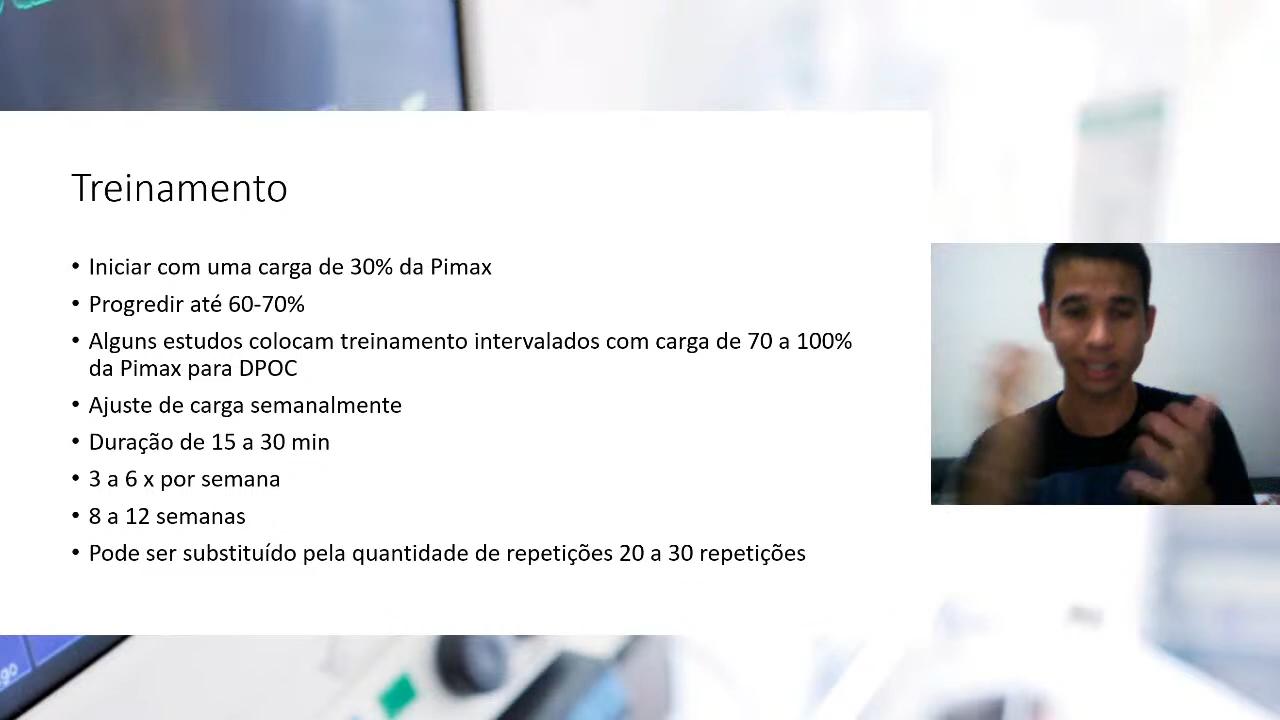 Treinamento
• Iniciar com uma carga de 30% da Pimax
• Progredir até 60-70%
• Alguns estudos colocam treinamento intervalados com carga de 70 a 100%
da Pimax para DPOC
• Ajuste de carga semanalmente
• Duração de 15 a 30 min
• 3 a 6 x por semana
• 8 a 12 semanas
• Pode ser substituído pela quantidade de repetições 20 a 30 repetições